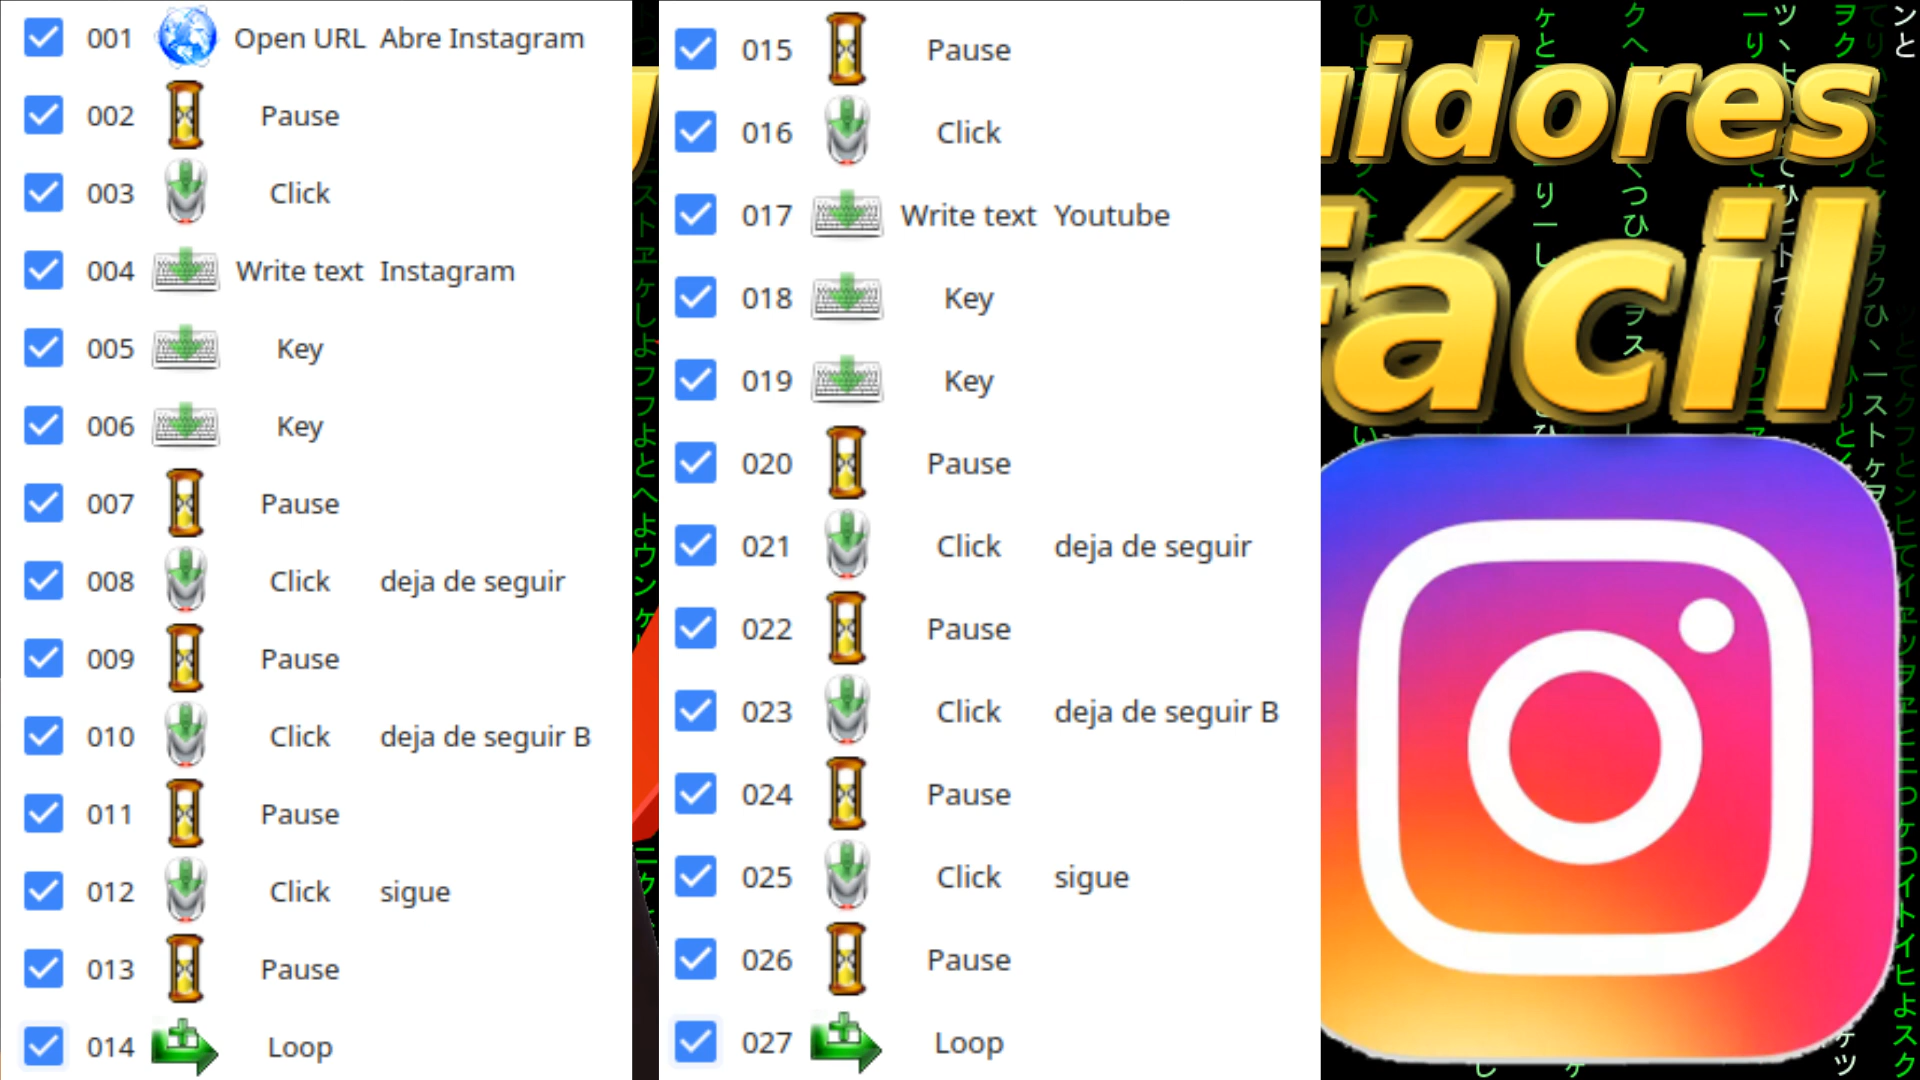 001 Open URL Abre Instagram
002 Pause
003 Click
004 Write text Instagram
005 Key
006 Key
007 Pause
008 Click deja de seguir
009 Pause
010 Click deja de seguir B
011 Pause
012 Click sigue
013 Pause
014 Loop
015 Pause
016 Click
017 Write text Youtube
018 Key
019 Key
020 Pause
021 Click deja de seguir
022 Pause
023 Click deja de seguir B
024 Pause
025 Click sigue
026 Pause
027 Loop
uidores
Fácil